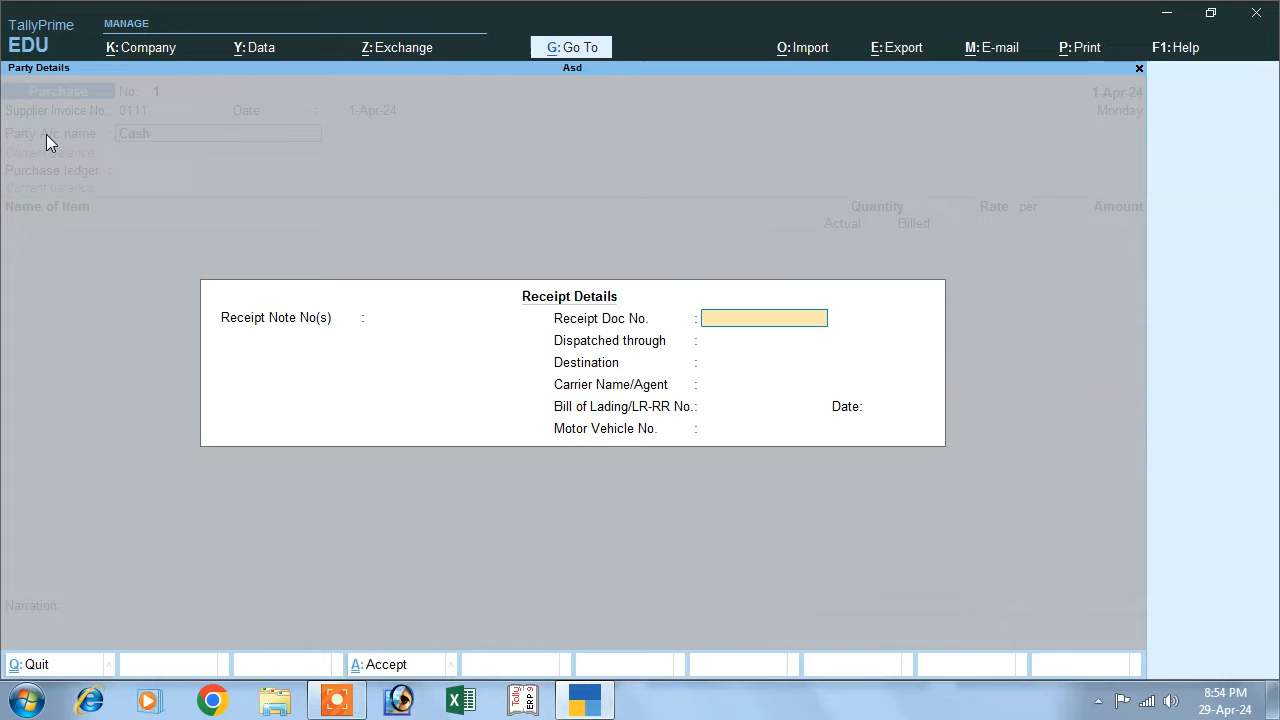 TallyPrime
EDU
MANAGE
K: Company
Y: Data
Z: Exchange
G: Go To
O: Import
E: Export
M: E-mail
P: Print
F1: Help
Party Details
Asd
Purchase No. 1
1-Apr-24
Supplier Invoice No.: 0111 Date : 1-Apr-24
Monday
Party A/c name : Cash
Current balance :
Purchase ledger :
Current balance :
Name of Item Quantity Rate per Amount
Actual Billed
Receipt Details
Receipt Note No(s) :
Receipt Doc No. :
Dispatched through :
Destination :
Carrier Name/Agent :
Bill of Lading/LR-RR No.: Date:
Motor Vehicle No. :
Narration:
Q: Quit
A: Accept
Tally
ERP 9
8:54 PM
29-Apr-24